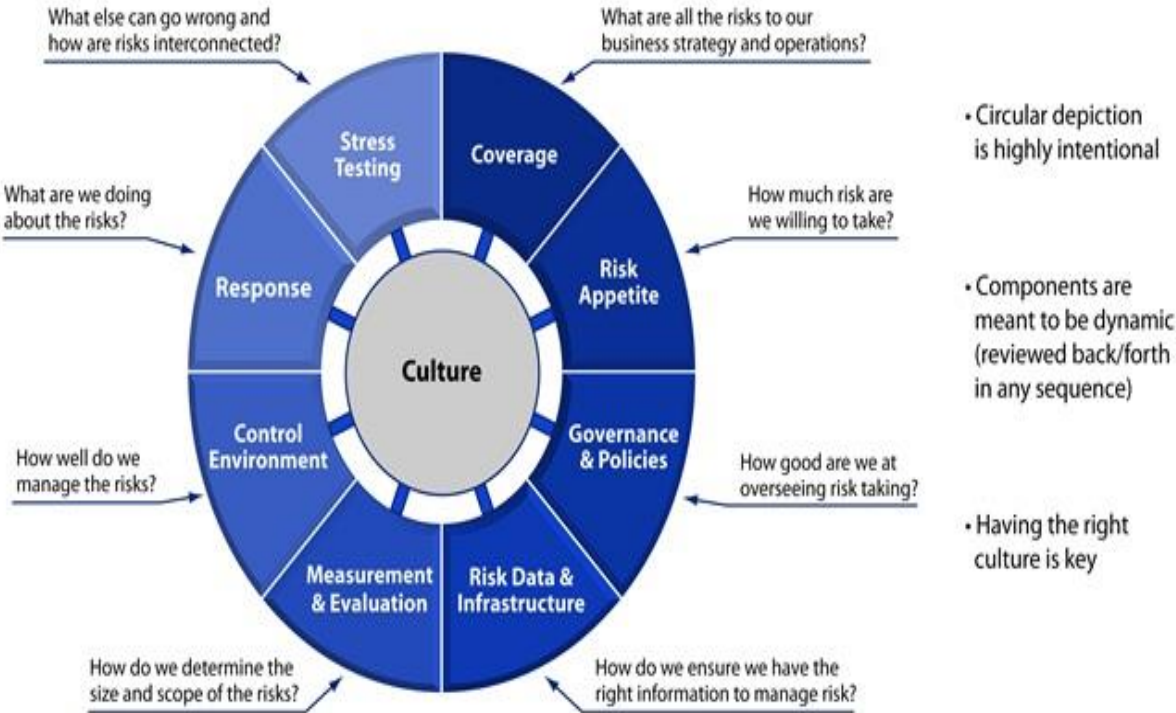 What else can go wrong and
how are risks interconnected?
What are all the risks to our
business strategy and operations?
Stress
Testing
Coverage
• Circular depiction
is highly intentional
What are we doing
about the risks?
How much risk are
we willing to take?
Response
Risk
Appetite
• Components are
meant to be dynamic
(reviewed back/forth
in any sequence)
Culture
Control
Environment
Governance
& Policies
How well do we
manage the risks?
How good are we at
overseeing risk taking?
• Having the right
culture is key
Measurement
& Evaluation
Risk Data &
Infrastructure
How do we determine the
size and scope of the risks?
How do we ensure we have the
right information to manage risk?